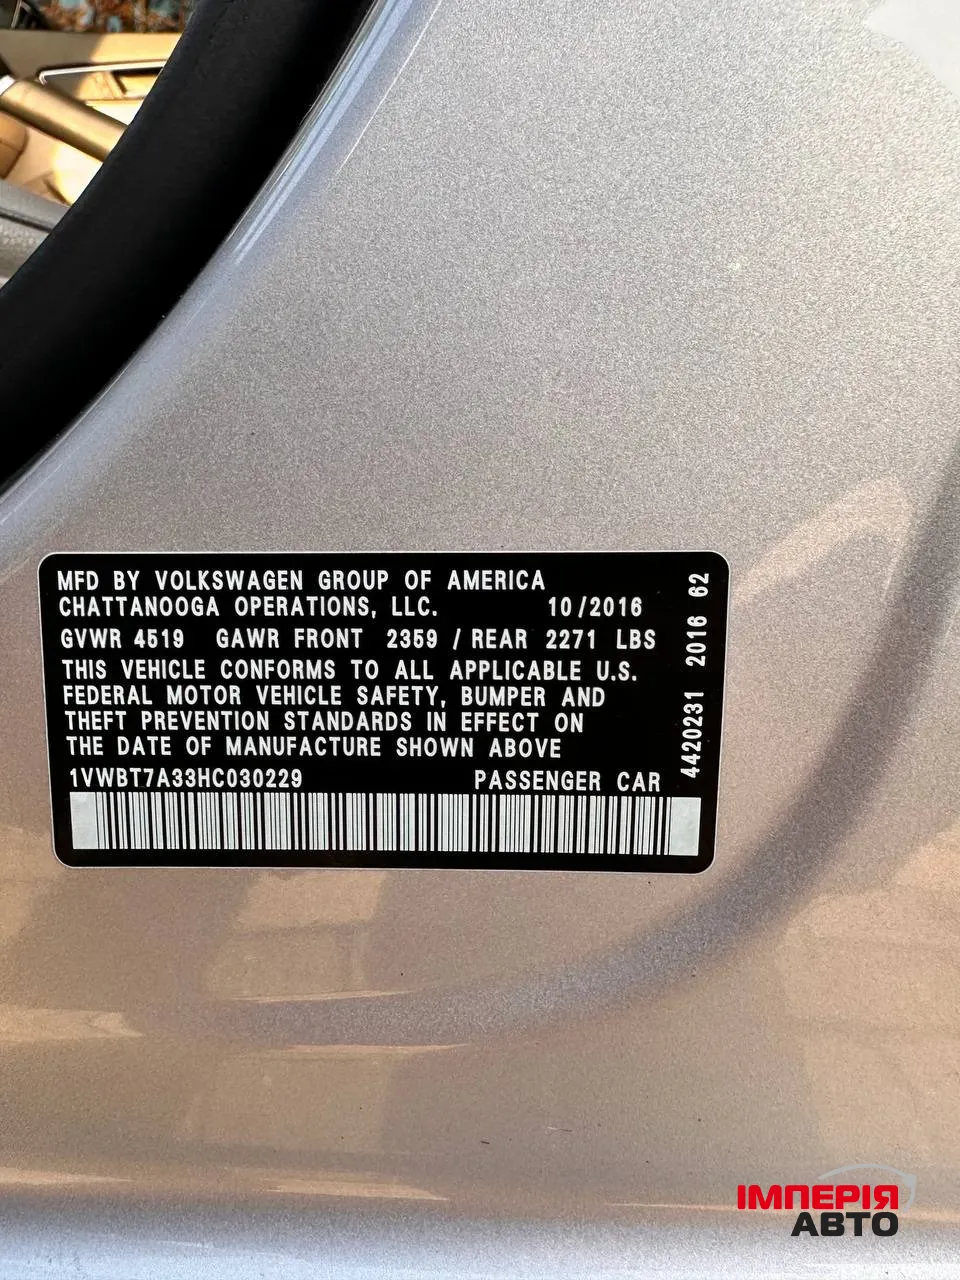 MFD BY VOLKSWAGEN GROUP OF AMERICA
CHATTANOOGA OPERATIONS, LLC. 10/2016
GVWR 4519 GAWR FRONT 2359 / REAR 2271 LBS
THIS VEHICLE CONFORMS TO ALL APPLICABLE U.S.
FEDERAL MOTOR VEHICLE SAFETY, BUMPER AND
THEFT PREVENTION STANDARDS IN EFFECT ON
THE DATE OF MANUFACTURE SHOWN ABOVE
1VWBT7A33HC030229 PASSENGER CAR
4420231 2016 62
ІМПЕРІЯ
АВТО